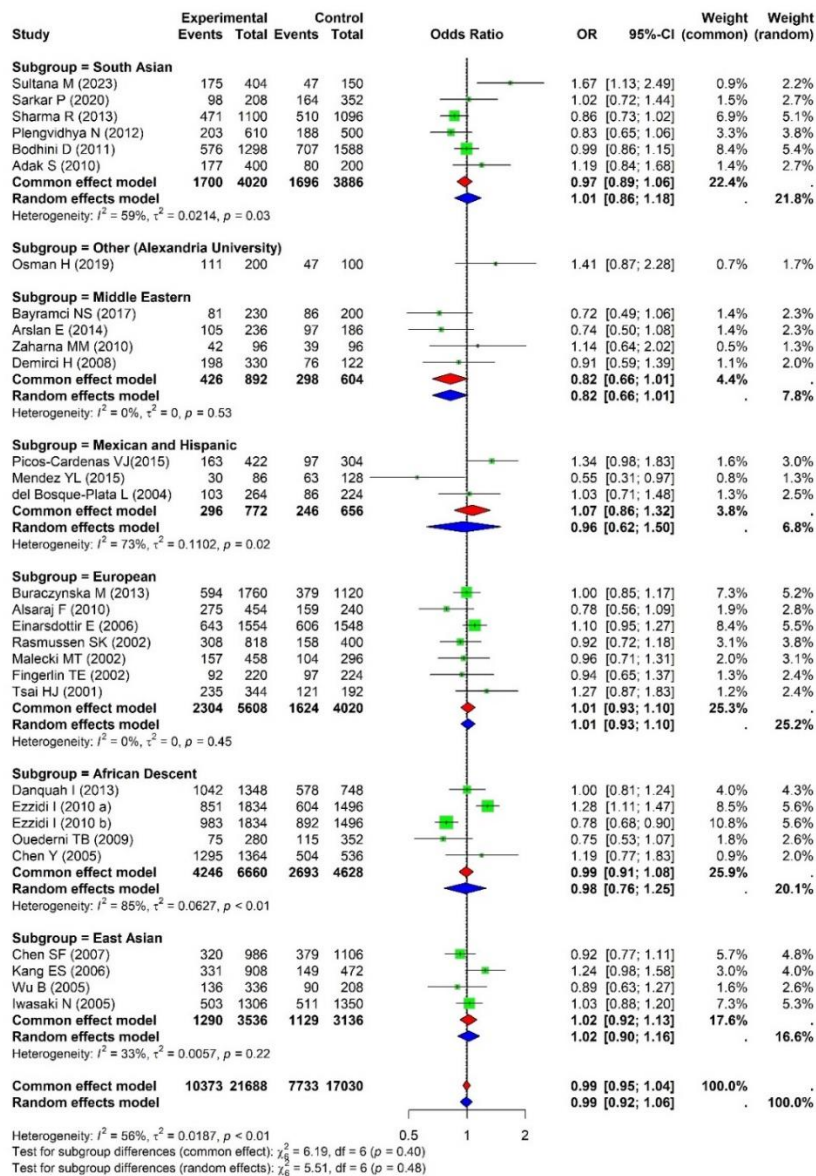 Experimental Control Weight Weight
Study Events Total Events Total Odds Ratio OR 95%-CI (common) (random)
Subgroup = South Asian
Sultana M (2023) 175 404 47 150 1.67 [1.13; 2.49] 0.9% 2.2%
Sarkar P (2020) 98 208 164 352 1.02 [0.72; 1.44] 1.5% 2.7%
Sharma R (2013) 471 1100 510 1096 0.86 [0.73; 1.02] 6.9% 5.1%
Plengvidhya N (2012) 203 610 188 500 0.83 [0.65; 1.06] 3.3% 3.8%
Bodhini D (2011) 576 1298 707 1588 0.99 [0.86; 1.15] 8.4% 5.4%
Adak S (2010) 177 400 80 200 1.19 [0.84; 1.68] 1.4% 2.7%
Common effect model 1700 4020 1696 3886 0.97 [0.89; 1.06] 22.4% .
Random effects model 1.01 [0.86; 1.18] . 21.8%
Heterogeneity: I² = 59%, τ² = 0.0214, p = 0.03
Subgroup = Other (Alexandria University)
Osman H (2019) 111 200 47 100 1.41 [0.87; 2.28] 0.7% 1.7%
Subgroup = Middle Eastern
Bayramci NS (2017) 81 230 86 200 0.72 [0.49; 1.06] 1.4% 2.3%
Arslan E (2014) 105 236 97 186 0.74 [0.50; 1.08] 1.4% 2.3%
Zaharna MM (2010) 42 96 39 96 1.14 [0.64; 2.02] 0.5% 1.3%
Demirci H (2008) 198 330 76 122 0.91 [0.59; 1.39] 1.1% 2.0%
Common effect model 426 892 298 604 0.82 [0.66; 1.01] 4.4% .
Random effects model 0.82 [0.66; 1.01] . 7.8%
Heterogeneity: I² = 0%, τ² = 0, p = 0.53
Subgroup = Mexican and Hispanic
Picos-Cardenas VJ(2015) 163 422 97 304 1.34 [0.98; 1.83] 1.6% 3.0%
Mendez YL (2015) 30 86 63 128 0.55 [0.31; 0.97] 0.8% 1.3%
del Bosque-Plata L (2004) 103 264 86 224 1.03 [0.71; 1.48] 1.3% 2.5%
Common effect model 296 772 246 656 1.07 [0.86; 1.32] 3.8% .
Random effects model 0.96 [0.62; 1.50] . 6.8%
Heterogeneity: I² = 73%, τ² = 0.1102, p = 0.02
Subgroup = European
Buraczynska M (2013) 594 1760 379 1120 1.00 [0.85; 1.17] 7.3% 5.2%
Alsaraj F (2010) 275 454 159 240 0.78 [0.56; 1.09] 1.9% 2.8%
Einarsdottir E (2006) 643 1554 606 1548 1.10 [0.95; 1.27] 8.4% 5.5%
Rasmussen SK (2002) 308 818 158 400 0.92 [0.72; 1.18] 3.1% 3.8%
Malecki MT (2002) 157 458 104 296 0.96 [0.71; 1.31] 2.0% 3.1%
Fingerlin TE (2002) 92 220 97 224 0.94 [0.65; 1.37] 1.3% 2.4%
Tsai HJ (2001) 235 344 121 192 1.27 [0.87; 1.83] 1.2% 2.4%
Common effect model 2304 5608 1624 4020 1.01 [0.93; 1.10] 25.3% .
Random effects model 1.01 [0.93; 1.10] . 25.2%
Heterogeneity: I² = 0%, τ² = 0, p = 0.45
Subgroup = African Descent
Danquah I (2013) 1042 1348 578 748 1.00 [0.81; 1.24] 4.0% 4.3%
Ezzidi I (2010 a) 851 1834 604 1496 1.28 [1.11; 1.47] 8.5% 5.6%
Ezzidi I (2010 b) 983 1834 892 1496 0.78 [0.68; 0.90] 10.8% 5.6%
Ouederni TB (2009) 75 280 115 352 0.75 [0.53; 1.07] 1.8% 2.6%
Chen Y (2005) 1295 1364 504 536 1.19 [0.77; 1.83] 0.9% 2.0%
Common effect model 4246 6660 2693 4628 0.99 [0.91; 1.08] 25.9% .
Random effects model 0.98 [0.76; 1.25] . 20.1%
Heterogeneity: I² = 85%, τ² = 0.0627, p < 0.01
Subgroup = East Asian
Chen SF (2007) 320 986 379 1106 0.92 [0.77; 1.11] 5.7% 4.8%
Kang ES (2006) 331 908 149 472 1.24 [0.98; 1.58] 3.0% 4.0%
Wu B (2005) 136 336 90 208 0.89 [0.63; 1.27] 1.6% 2.6%
Iwasaki N (2005) 503 1306 511 1350 1.03 [0.88; 1.20] 7.3% 5.3%
Common effect model 1290 3536 1129 3136 1.02 [0.92; 1.13] 17.6% .
Random effects model 1.02 [0.90; 1.16] . 16.6%
Heterogeneity: I² = 33%, τ² = 0.0057, p = 0.22
Common effect model 10373 21688 7733 17030 0.99 [0.95; 1.04] 100.0% .
Random effects model 0.99 [0.92; 1.06] . 100.0%
Heterogeneity: I² = 56%, τ² = 0.0187, p < 0.01 0.5 1 2
Test for subgroup differences (common effect): χ²₆ = 6.19, df = 6 (p = 0.40)
Test for subgroup differences (random effects): χ²₆ = 5.51, df = 6 (p = 0.48)